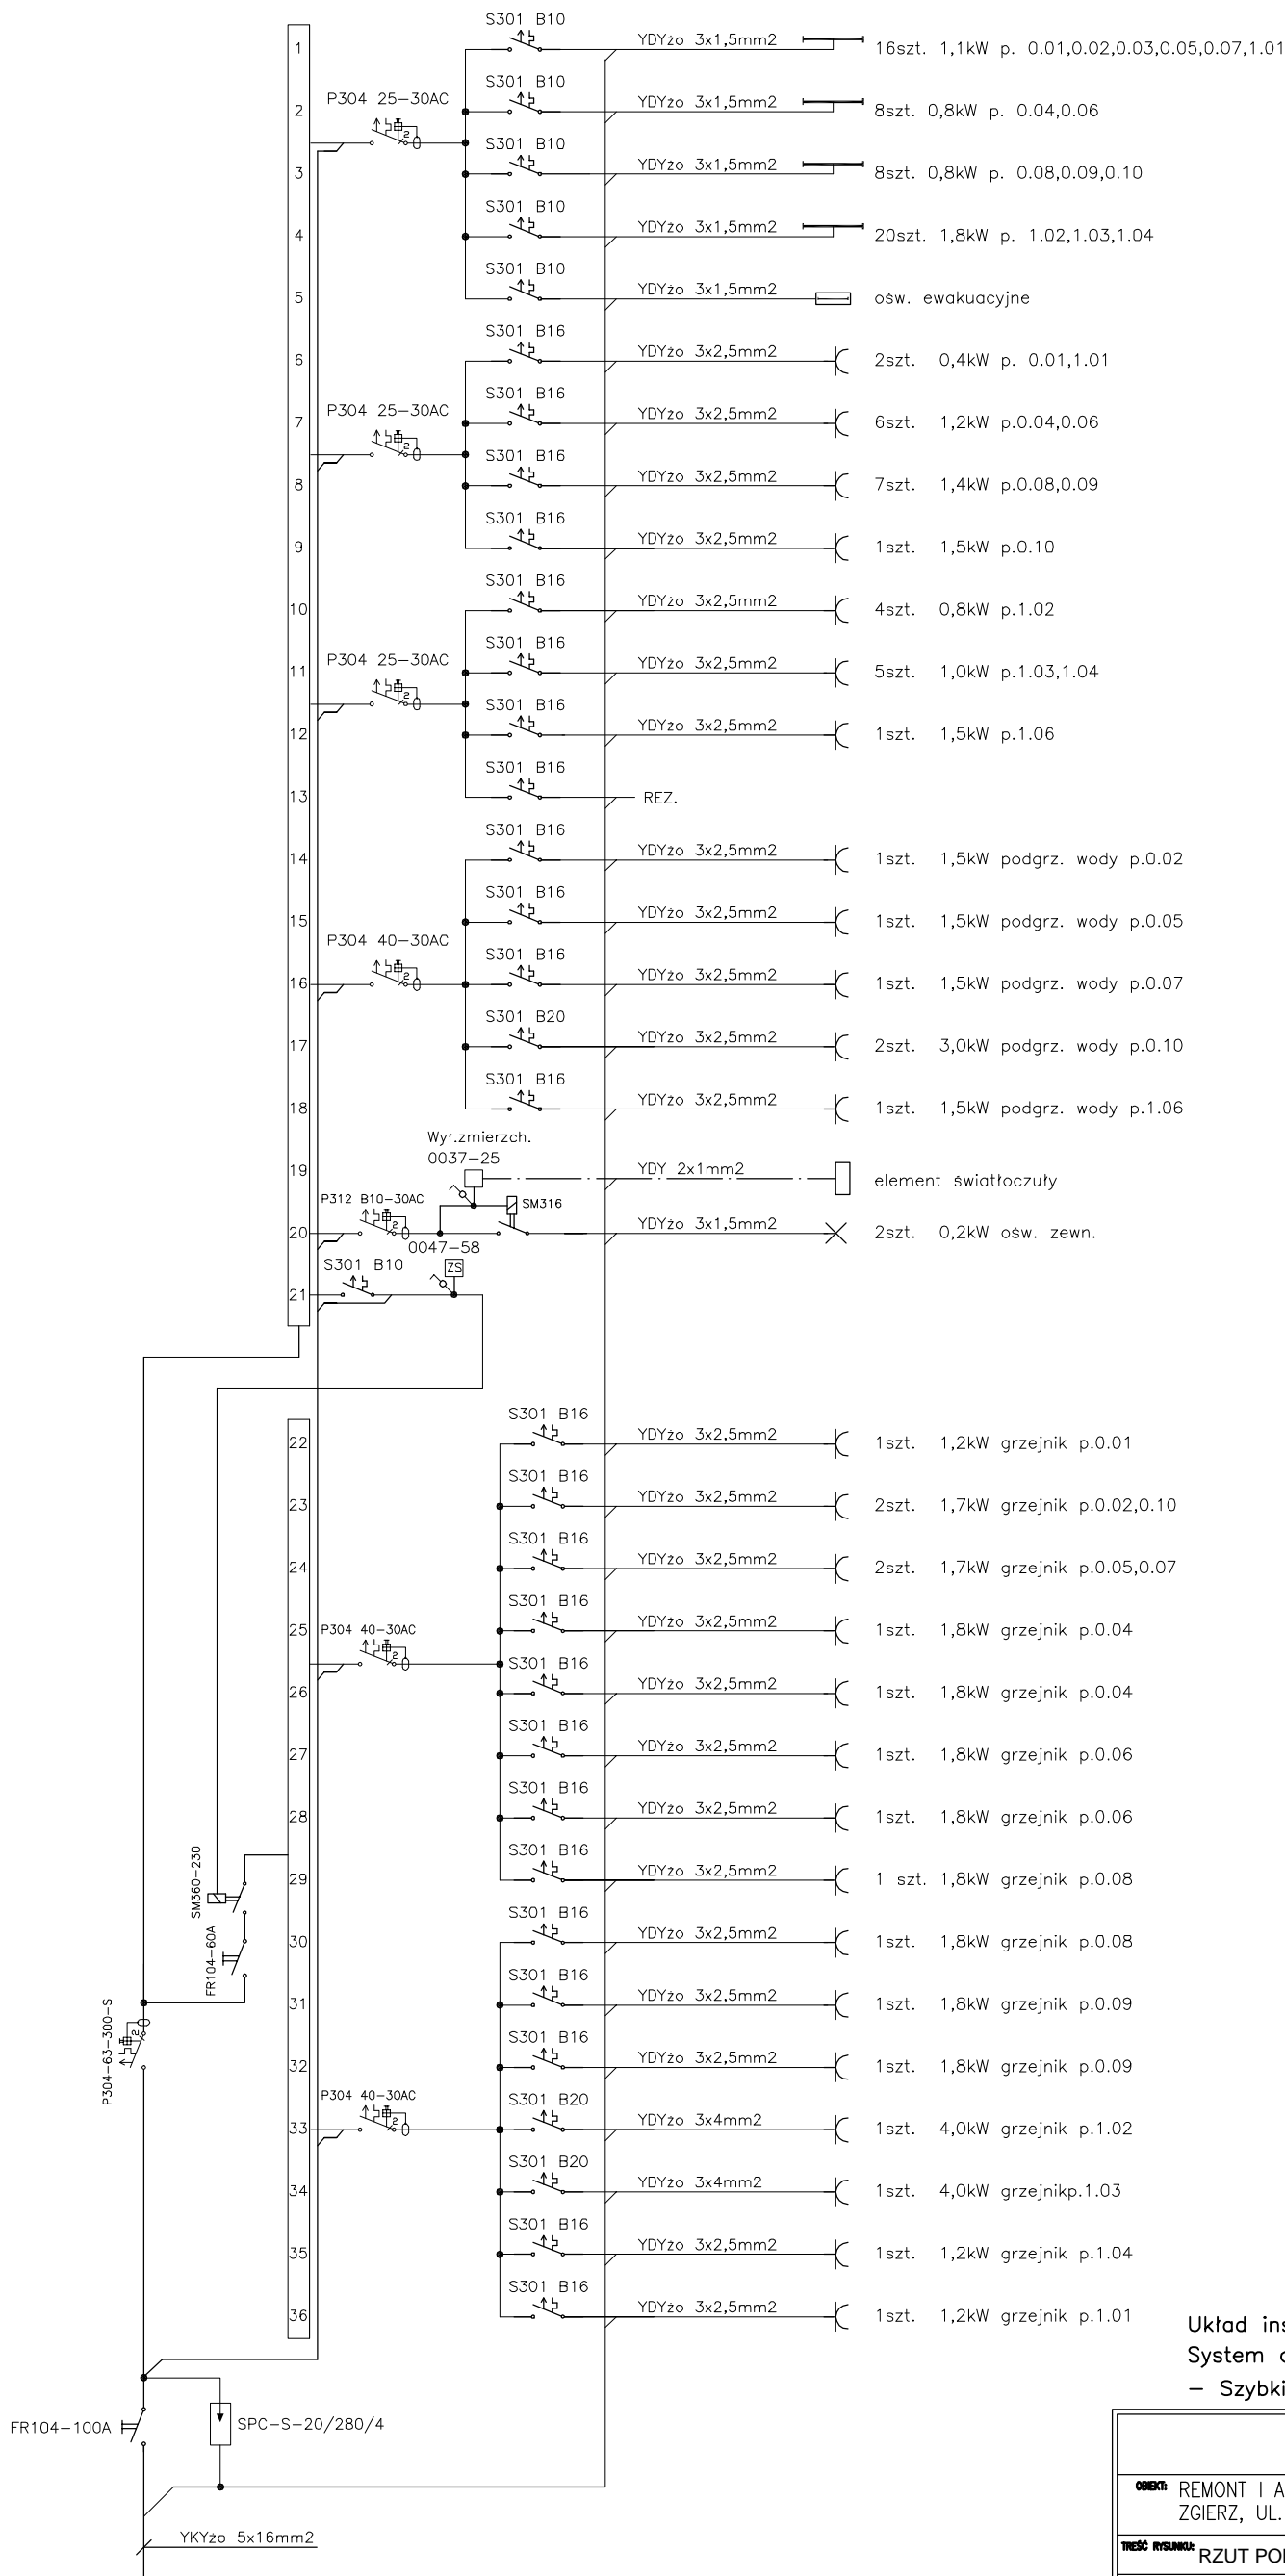 S301 B10
1 YDYżo 3x1,5mm2 16szt. 1,1kW p. 0.01,0.02,0.03,0.05,0.07,1.01
S301 B10
2 P304 25-30AC YDYżo 3x1,5mm2 8szt. 0,8kW p. 0.04,0.06
S301 B10
3 YDYżo 3x1,5mm2 8szt. 0,8kW p. 0.08,0.09,0.10
S301 B10
4 YDYżo 3x1,5mm2 20szt. 1,8kW p. 1.02,1.03,1.04
S301 B10
5 YDYżo 3x1,5mm2 ośw. ewakuacyjne
S301 B16
6 YDYżo 3x2,5mm2 2szt. 0,4kW p. 0.01,1.01
S301 B16
7 P304 25-30AC YDYżo 3x2,5mm2 6szt. 1,2kW p.0.04,0.06
S301 B16
8 YDYżo 3x2,5mm2 7szt. 1,4kW p.0.08,0.09
S301 B16
9 YDYżo 3x2,5mm2 1szt. 1,5kW p.0.10
S301 B16
10 YDYżo 3x2,5mm2 4szt. 0,8kW p.1.02
S301 B16
11 P304 25-30AC YDYżo 3x2,5mm2 5szt. 1,0kW p.1.03,1.04
S301 B16
12 YDYżo 3x2,5mm2 1szt. 1,5kW p.1.06
S301 B16
13 REZ.
S301 B16
14 YDYżo 3x2,5mm2 1szt. 1,5kW podgrz. wody p.0.02
S301 B16
15 YDYżo 3x2,5mm2 1szt. 1,5kW podgrz. wody p.0.05
P304 40-30AC S301 B16
16 YDYżo 3x2,5mm2 1szt. 1,5kW podgrz. wody p.0.07
S301 B20
17 YDYżo 3x2,5mm2 2szt. 3,0kW podgrz. wody p.0.10
S301 B16
18 YDYżo 3x2,5mm2 1szt. 1,5kW podgrz. wody p.1.06
Wył.zmierzch.
0037-25
19 YDY 2x1mm2 element światłoczuły
P312 B10-30AC SM316
20 YDYżo 3x1,5mm2 2szt. 0,2kW ośw. zewn.
0047-58
S301 B10 ZS
21
S301 B16
22 YDYżo 3x2,5mm2 1szt. 1,2kW grzejnik p.0.01
S301 B16
23 YDYżo 3x2,5mm2 2szt. 1,7kW grzejnik p.0.02,0.10
S301 B16
24 YDYżo 3x2,5mm2 2szt. 1,7kW grzejnik p.0.05,0.07
S301 B16
25 P304 40-30AC YDYżo 3x2,5mm2 1szt. 1,8kW grzejnik p.0.04
S301 B16
26 YDYżo 3x2,5mm2 1szt. 1,8kW grzejnik p.0.04
S301 B16
27 YDYżo 3x2,5mm2 1szt. 1,8kW grzejnik p.0.06
S301 B16
28 YDYżo 3x2,5mm2 1szt. 1,8kW grzejnik p.0.06
S301 B16
29 YDYżo 3x2,5mm2 1 szt. 1,8kW grzejnik p.0.08
SM360-230
S301 B16
30 YDYżo 3x2,5mm2 1szt. 1,8kW grzejnik p.0.08
FR104-60A
S301 B16
31 YDYżo 3x2,5mm2 1szt. 1,8kW grzejnik p.0.09
P304-63-300-S
S301 B16
32 YDYżo 3x2,5mm2 1szt. 1,8kW grzejnik p.0.09
P304 40-30AC S301 B20
33 YDYżo 3x4mm2 1szt. 4,0kW grzejnik p.1.02
S301 B20
34 YDYżo 3x4mm2 1szt. 4,0kW grzejnikp.1.03
S301 B16
35 YDYżo 3x2,5mm2 1szt. 1,2kW grzejnik p.1.04
S301 B16
36 YDYżo 3x2,5mm2 1szt. 1,2kW grzejnik p.1.01
Układ ins
System
– Szybki
FR104-100A SPC-S-20/280/4
YKYżo 5x16mm2
OBIEKT: REMONT I A
ZGIERZ, UL.
TREŚĆ RYSUNKU: RZUT